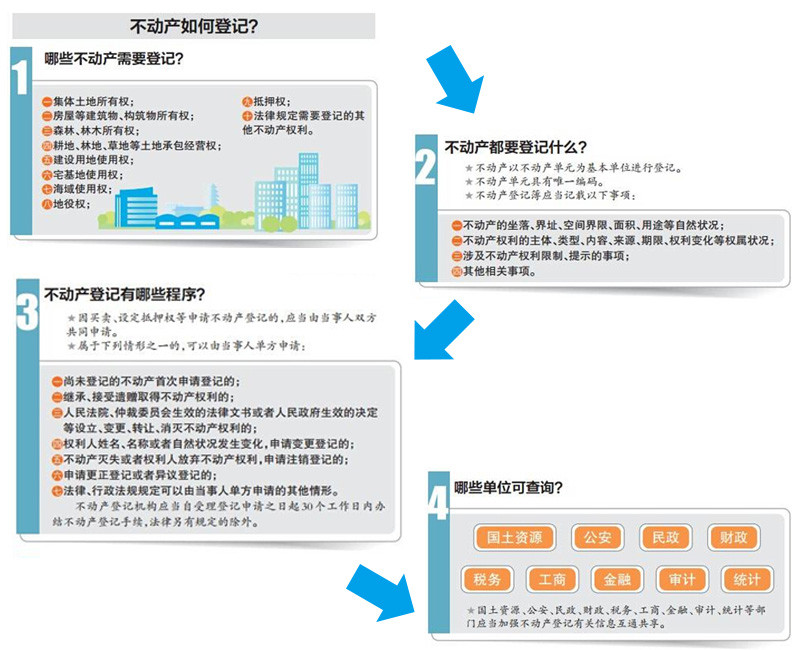 不动产如何登记?
1
哪些不动产需要登记?
一集体土地所有权;
二房屋等建筑物、构筑物所有权;
三森林、林木所有权;
四耕地、林地、草地等土地承包经营权;
五建设用地使用权;
六宅基地使用权;
七海域使用权;
八地役权;
九抵押权;
十法律规定需要登记的其
他不动产权利。
2
不动产都要登记什么?
★不动产以不动产单元为基本单位进行登记。
★不动产单元具有唯一编码。
★不动产登记簿应当记载以下事项:
一不动产的坐落、界址、空间界限、面积、用途等自然状况;
二不动产权利的主体、类型、内容、来源、期限、权利变化等权属状况;
三涉及不动产权利限制、提示的事项;
四其他相关事项。
3
不动产登记有哪些程序?
★因买卖、设定抵押权等申请不动产登记的,应当由当事人双方
共同申请。
★属于下列情形之一的,可以由当事人单方申请:
一尚未登记的不动产首次申请登记的;
二继承、接受遗赠取得不动产权利的;
三人民法院、仲裁委员会生效的法律文书或者人民政府生效的决定
等设立、变更、转让、消灭不动产权利的;
四权利人姓名、名称或者自然状况发生变化,申请变更登记的;
五不动产灭失或者权利人放弃不动产权利,申请注销登记的;
六申请更正登记或者异议登记的;
七法律、行政法规规定可以由当事人单方申请的其他情形。
不动产登记机构应当自受理登记申请之日起30个工作日内办
结不动产登记手续,法律另有规定的除外。
4
哪些单位可查询?
国土资源 公安 民政 财政
税务 工商 金融 审计 统计
★国土资源、公安、民政、财政、税务、工商、金融、审计、统计等部
门应当加强不动产登记有关信息互通共享。